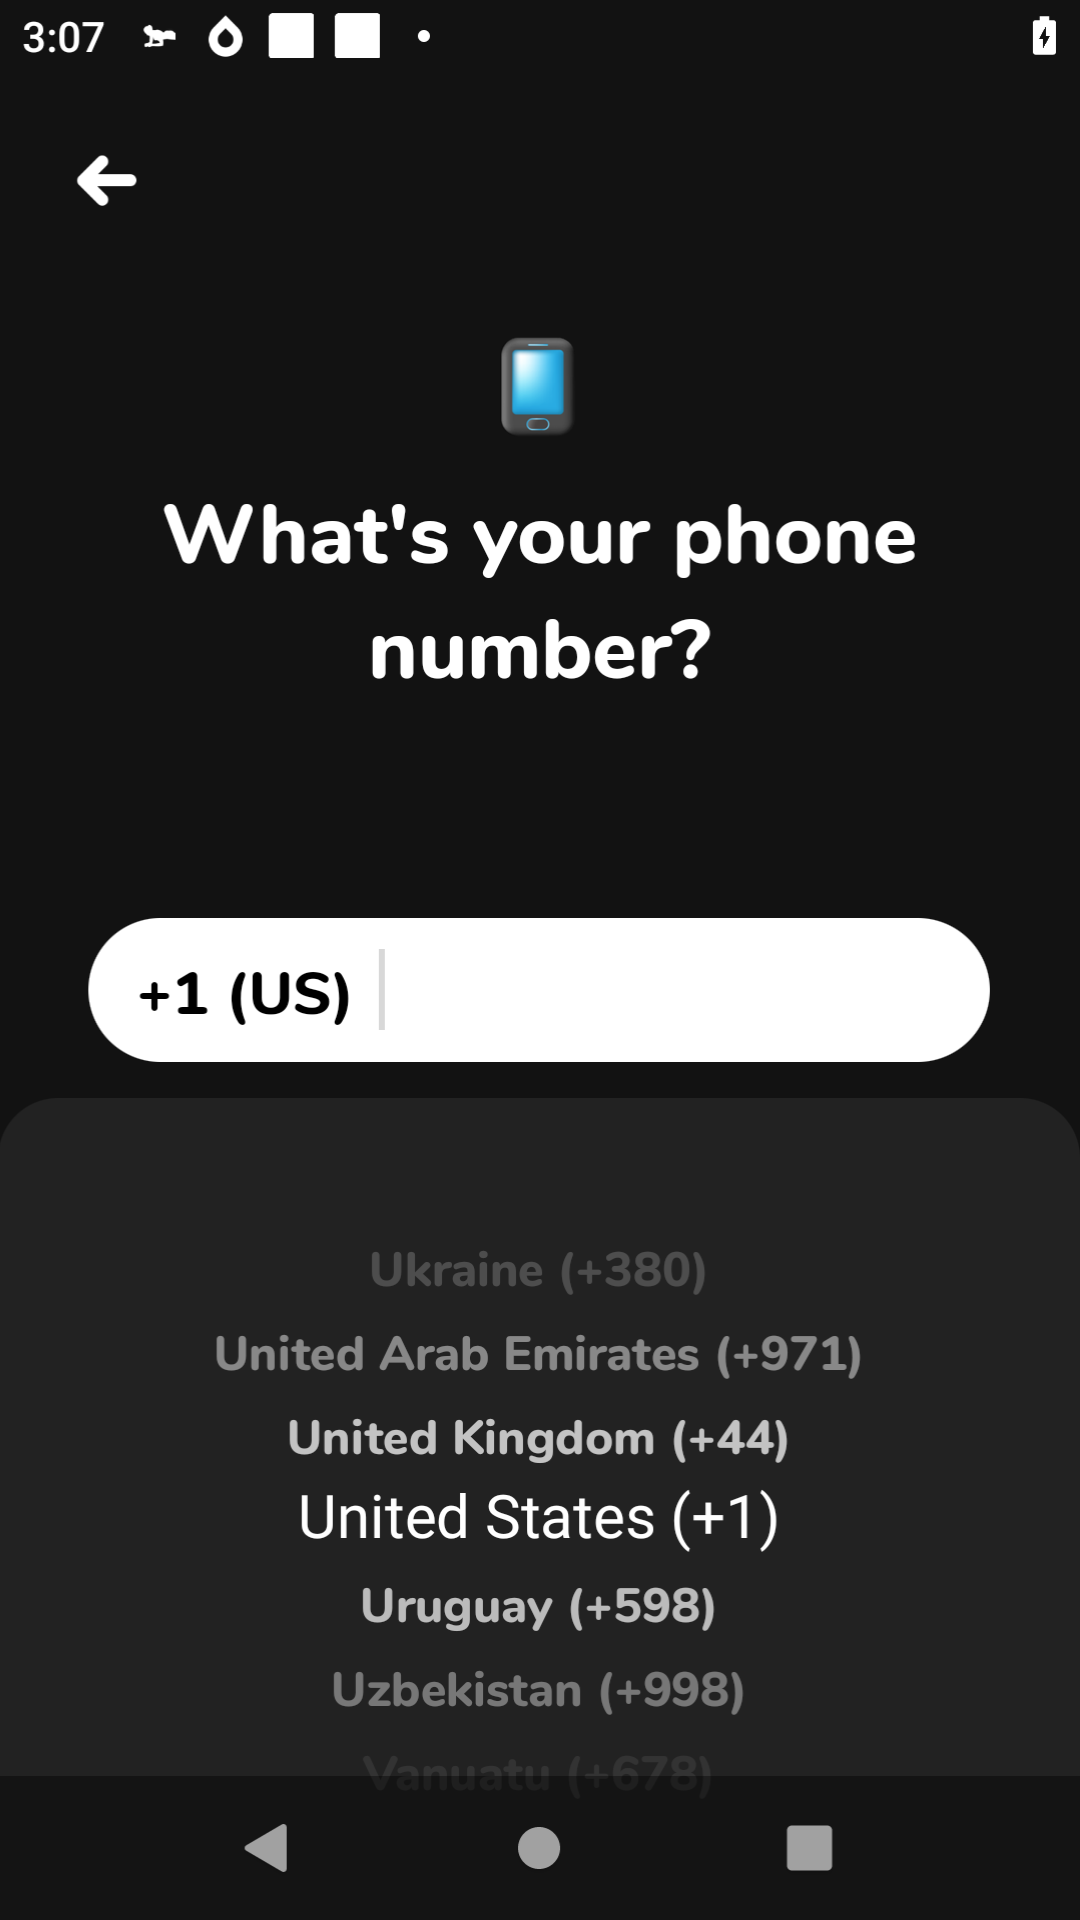 3:07
What's your phone
number?
+1 (US)
Ukraine (+380)
United Arab Emirates (+971)
United Kingdom (+44)
United States (+1)
Uruguay (+598)
Uzbekistan (+998)
Vanuatu (+678)